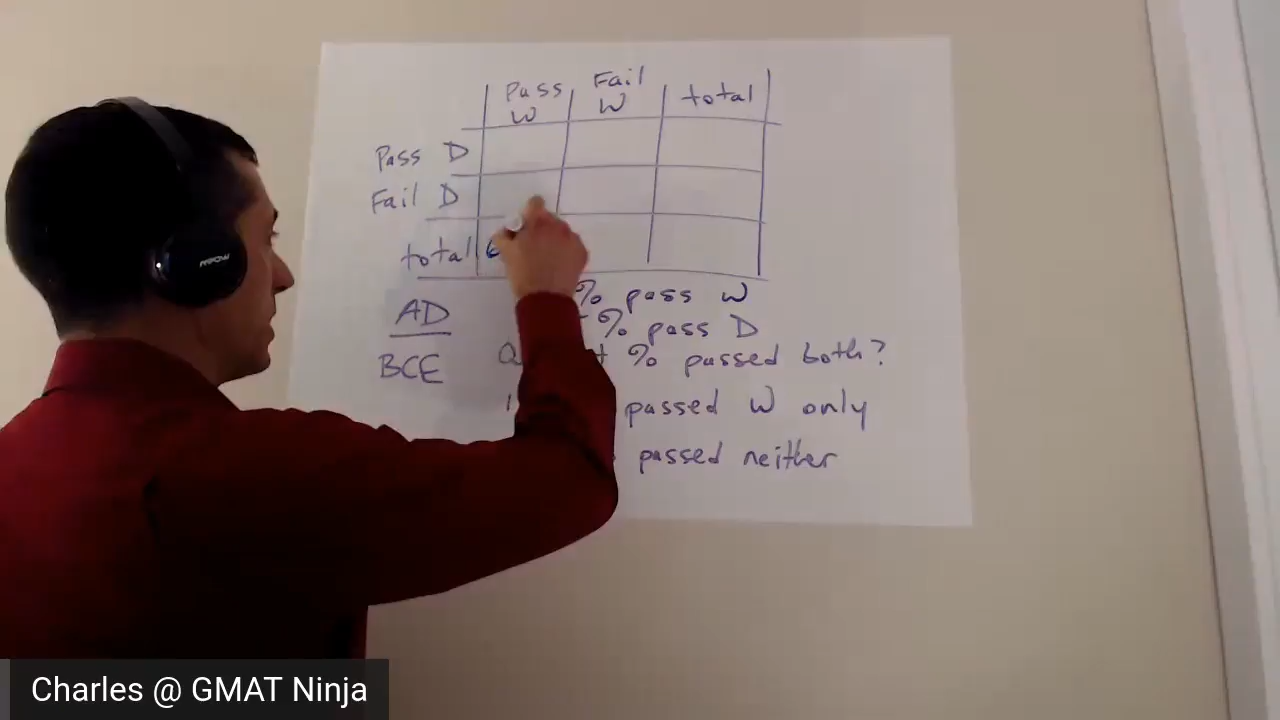 Pass Fail
W W total
Pass D
Fail D
total
AD % pass W
% pass D
BCE % passed both?
passed W only
passed neither
mpow
Charles @ GMAT Ninja